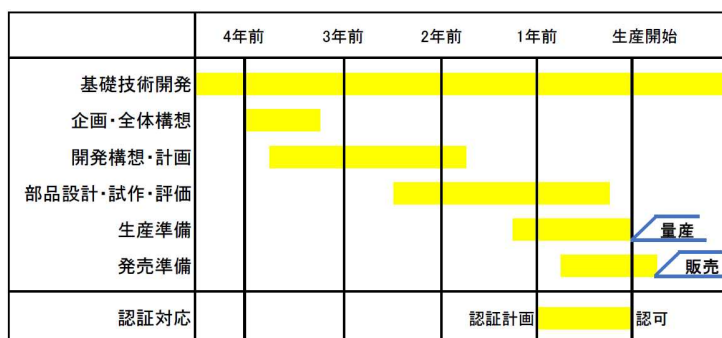 4年前 3年前 2年前 1年前 生産開始
基礎技術開発
企画・全体構想
開発構想・計画
部品設計・試作・評価
生産準備 量産
発売準備 販売
認証対応 認証計画 認可